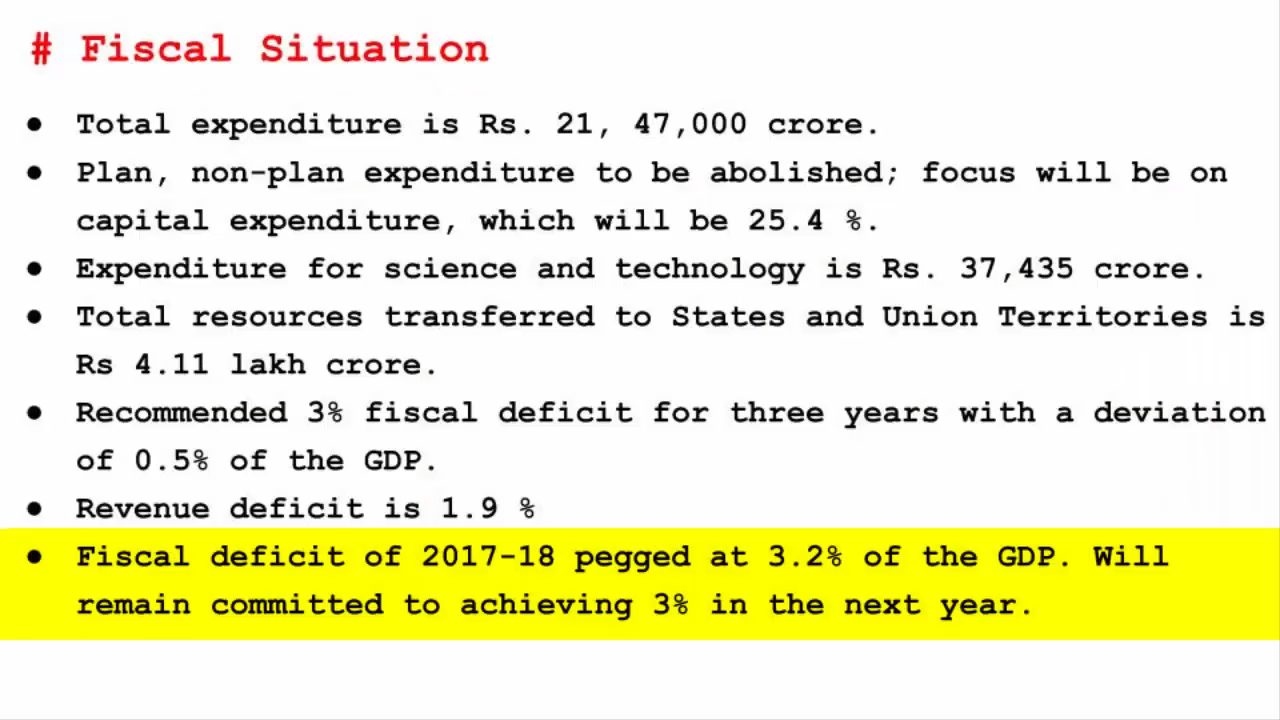 # Fiscal Situation
● Total expenditure is Rs. 21, 47,000 crore.
● Plan, non-plan expenditure to be abolished; focus will be on
capital expenditure, which will be 25.4 %.
● Expenditure for science and technology is Rs. 37,435 crore.
● Total resources transferred to States and Union Territories is
Rs 4.11 lakh crore.
● Recommended 3% fiscal deficit for three years with a deviation
of 0.5% of the GDP.
● Revenue deficit is 1.9 %
● Fiscal deficit of 2017-18 pegged at 3.2% of the GDP. Will
remain committed to achieving 3% in the next year.